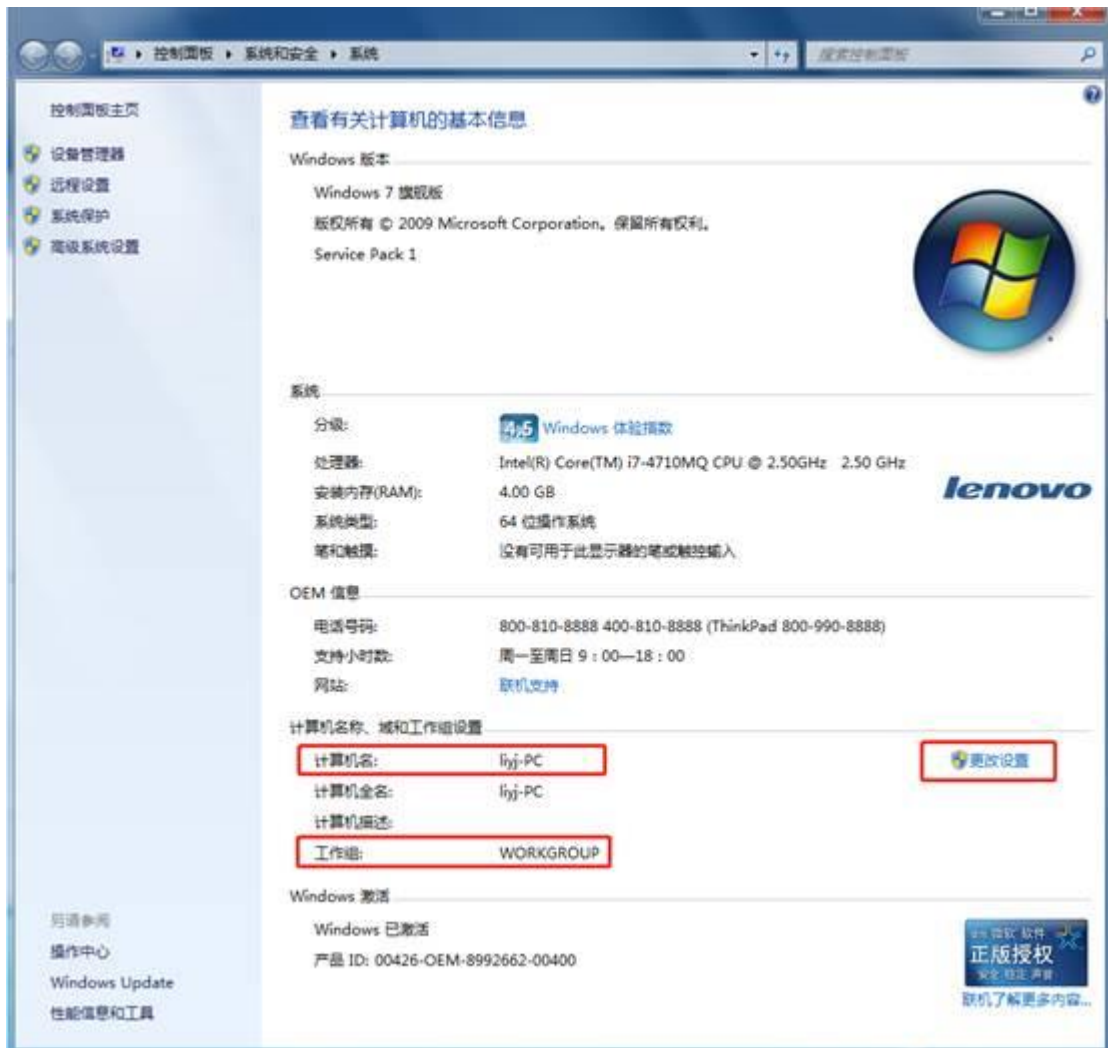 控制面板 ▸ 系统和安全 ▸ 系统
搜索控制面板
控制面板主页
设备管理器
远程设置
系统保护
高级系统设置
查看有关计算机的基本信息
Windows 版本
Windows 7 旗舰版
版权所有 © 2009 Microsoft Corporation。保留所有权利。
Service Pack 1
系统
分级: 4.5 Windows 体验指数
处理器: Intel(R) Core(TM) i7-4710MQ CPU @ 2.50GHz 2.50 GHz
安装内存(RAM): 4.00 GB
系统类型: 64 位操作系统
笔和触摸: 没有可用于此显示器的笔或触控输入
lenovo
OEM 信息
电话号码: 800-810-8888 400-810-8888 (ThinkPad 800-990-8888)
支持小时数: 周一至周日 9：00—18：00
网站: 联机支持
计算机名称、域和工作组设置
计算机名: liyj-PC
更改设置
计算机全名: liyj-PC
计算机描述:
工作组: WORKGROUP
Windows 激活
Windows 已激活
产品 ID: 00426-OEM-8992662-00400
微软 软件
正版授权
安全 稳定 声誉
联机了解更多内容...
另请参阅
操作中心
Windows Update
性能信息和工具